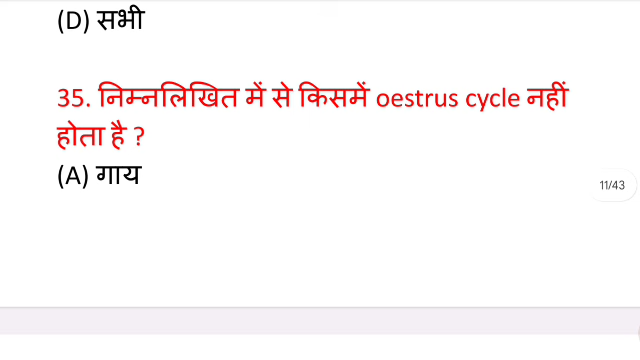 (D) सभी
35. निम्नलिखित में से किसमें oestrus cycle नहीं
होता है ?
(A) गाय
11/43